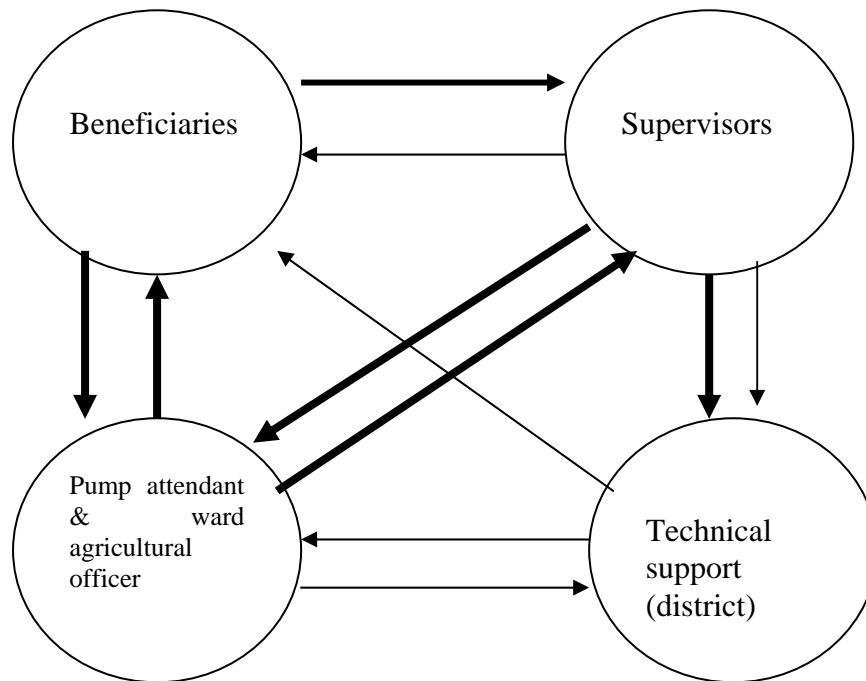 Beneficiaries
Supervisors
Pump attendant
& ward
agricultural
officer
Technical
support
(district)